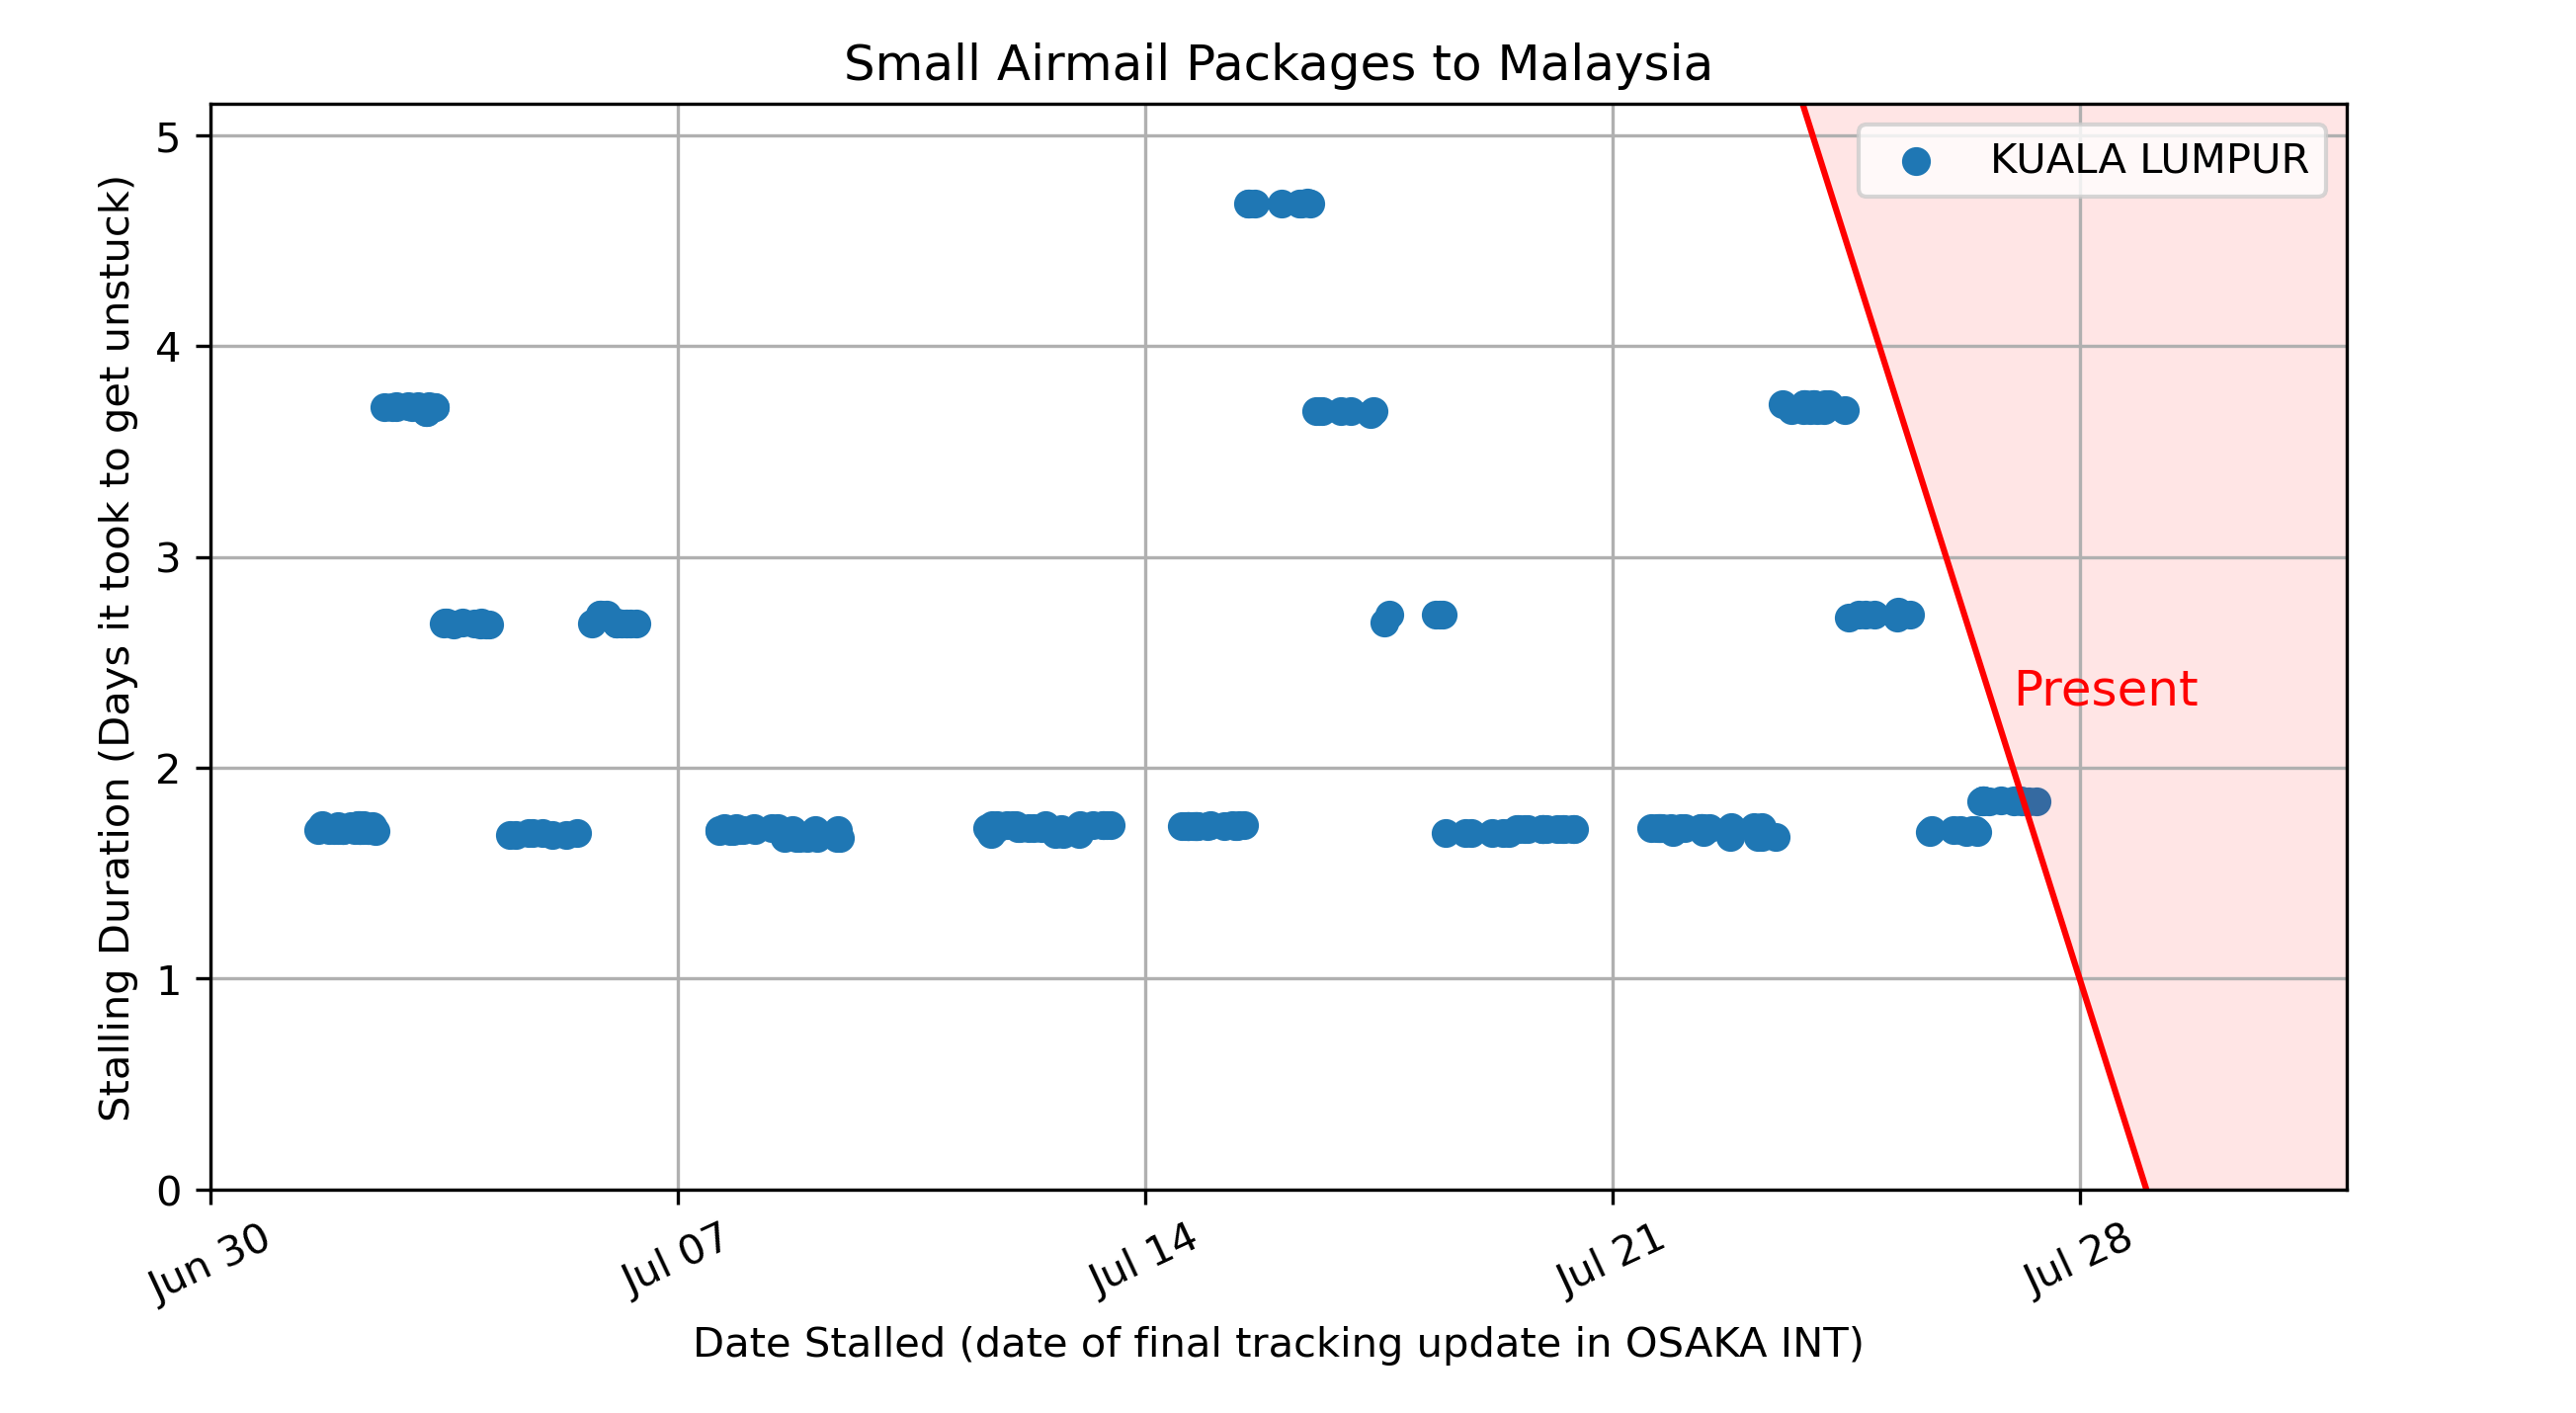 Small Airmail Packages to Malaysia
KUALA LUMPUR
Stalling Duration (Days it took to get unstuck)
5
4
3
2
1
0
Present
Jun 30
Jul 07
Jul 14
Jul 21
Jul 28
Date Stalled (date of final tracking update in OSAKA INT)